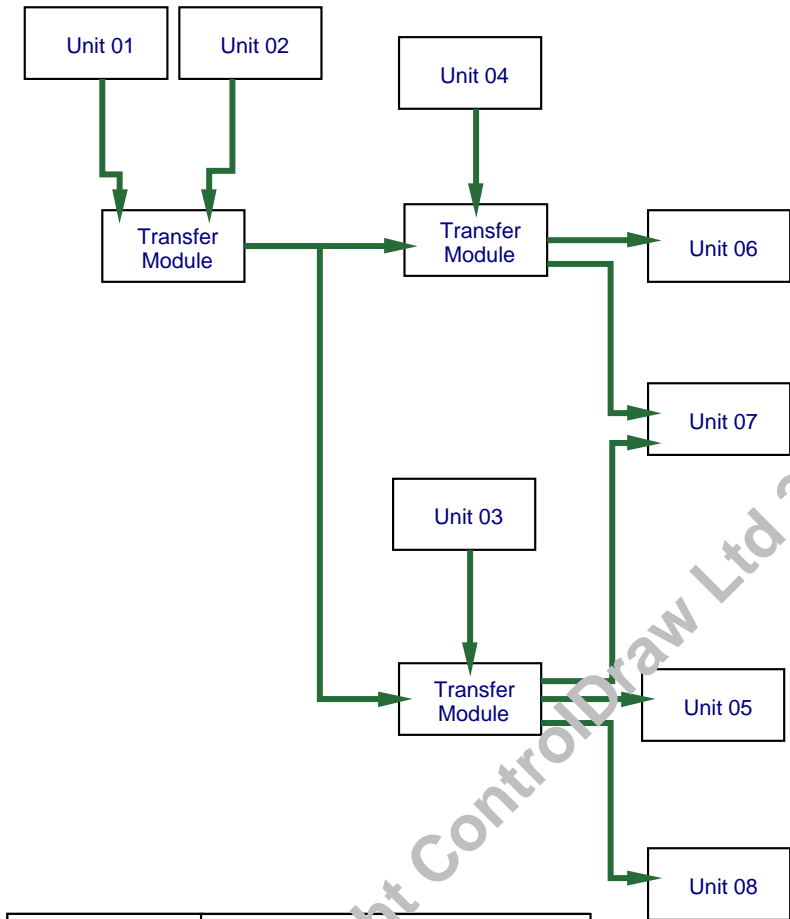 Unit 01
Unit 02
Unit 04
Transfer
Module
Transfer
Module
Unit 06
Unit 07
Unit 03
Transfer
Module
Unit 05
Unit 08
ht ControlDraw Ltd